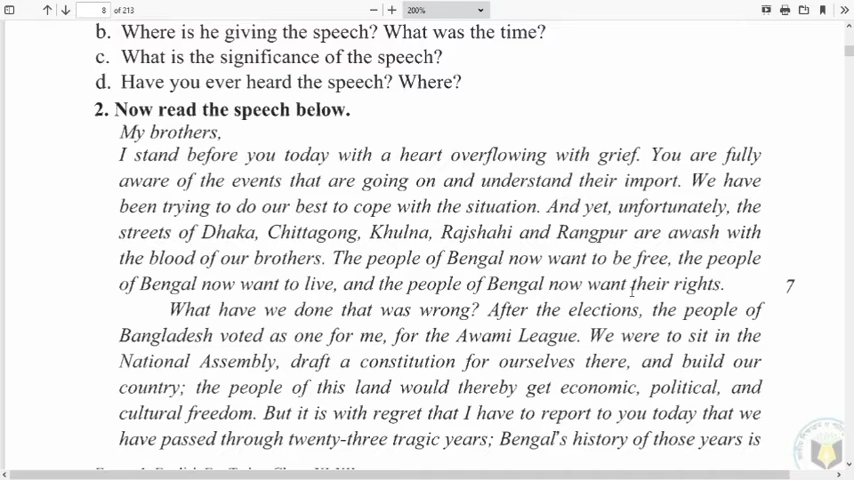 8 of 213
200%
b. Where is he giving the speech? What was the time?
c. What is the significance of the speech?
d. Have you ever heard the speech? Where?
2. Now read the speech below.
My brothers,
I stand before you today with a heart overflowing with grief. You are fully
aware of the events that are going on and understand their import. We have
been trying to do our best to cope with the situation. And yet, unfortunately, the
streets of Dhaka, Chittagong, Khulna, Rajshahi and Rangpur are awash with
the blood of our brothers. The people of Bengal now want to be free, the people
of Bengal now want to live, and the people of Bengal now want their rights.
7
What have we done that was wrong? After the elections, the people of
Bangladesh voted as one for me, for the Awami League. We were to sit in the
National Assembly, draft a constitution for ourselves there, and build our
country; the people of this land would thereby get economic, political, and
cultural freedom. But it is with regret that I have to report to you today that we
have passed through twenty-three tragic years; Bengal's history of those years is